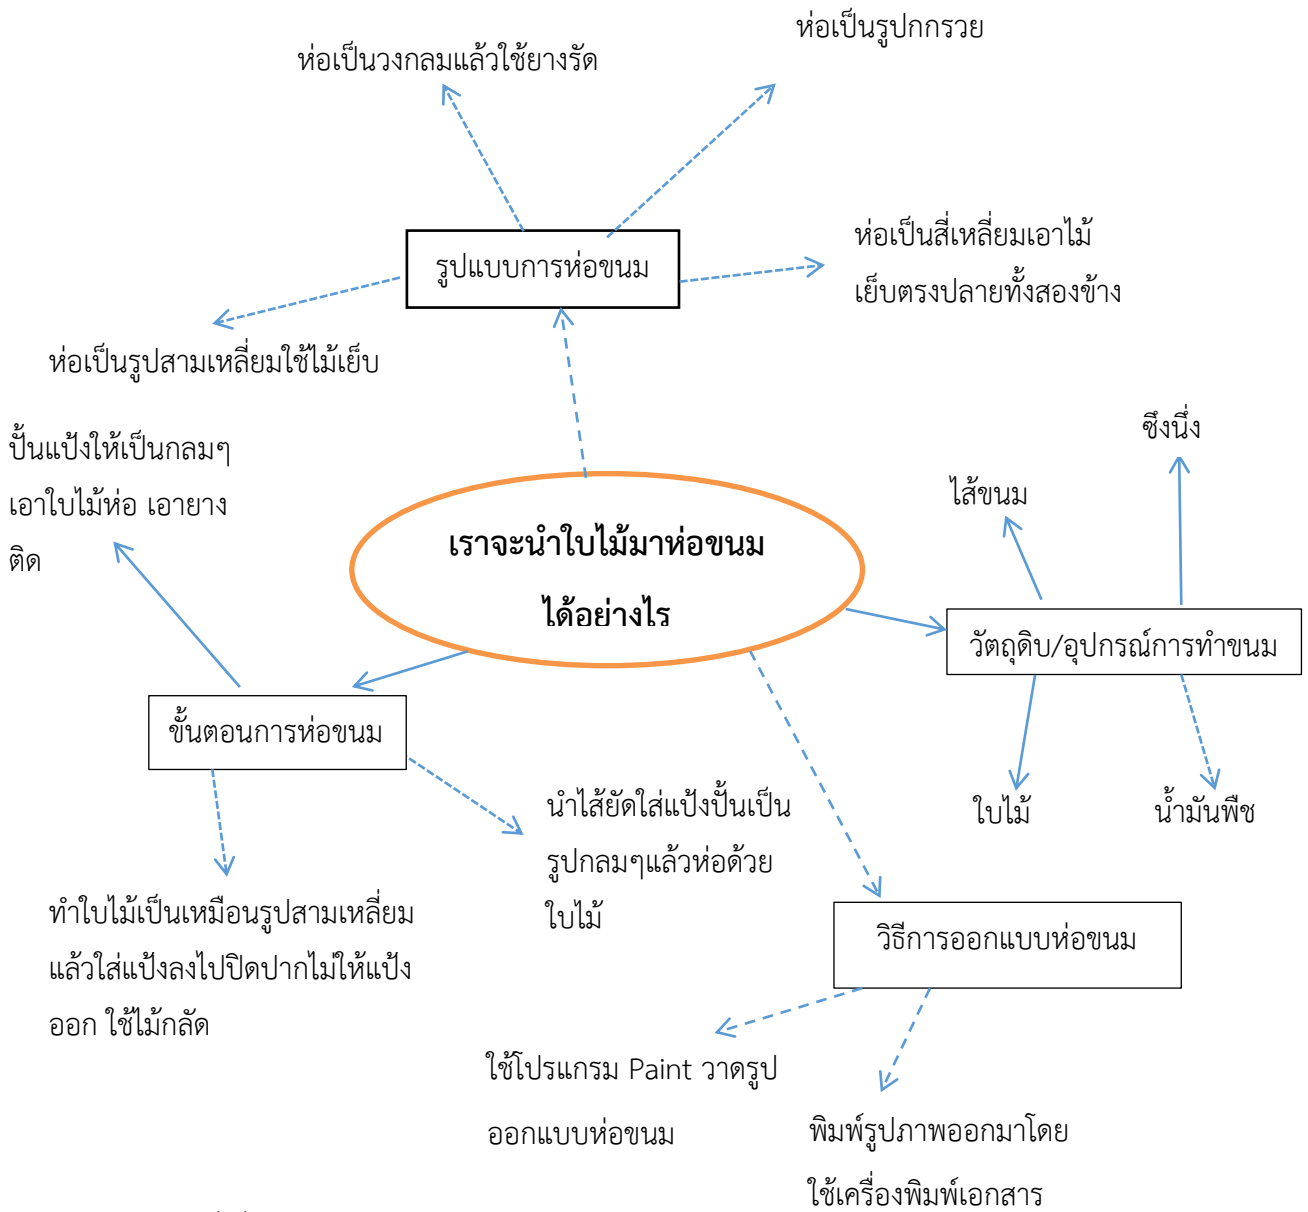 ห่อเป็นรูปกกรวย
ห่อเป็นวงกลมแล้วใช้ยางรัด
ห่อเป็นสี่เหลี่ยมเอาไม้
เย็บตรงปลายทั้งสองข้าง
รูปแบบการห่อขนม
ห่อเป็นรูปสามเหลี่ยมใช้ไม้เย็บ
ปั้นแป้งให้เป็นกลมๆ
เอาใบไม้ห่อ เอายาง
ติด
ซึงนึ่ง
ไส้ขนม
เราจะนำใบไม้มาห่อขนม
ได้อย่างไร
วัตถุดิบ/อุปกรณ์การทำขนม
ขั้นตอนการห่อขนม
ใบไม้
น้ำมันพืช
นำไส้ยัดใส่แป้งปั้นเป็น
รูปกลมๆแล้วห่อด้วย
ใบไม้
ทำใบไม้เป็นเหมือนรูปสามเหลี่ยม
แล้วใส่แป้งลงไปปิดปากไม่ให้แป้ง
ออก ใช้ไม้กลัด
วิธีการออกแบบห่อขนม
ใช้โปรแกรม Paint วาดรูป
ออกแบบห่อขนม
พิมพ์รูปภาพออกมาโดย
ใช้เครื่องพิมพ์เอกสาร